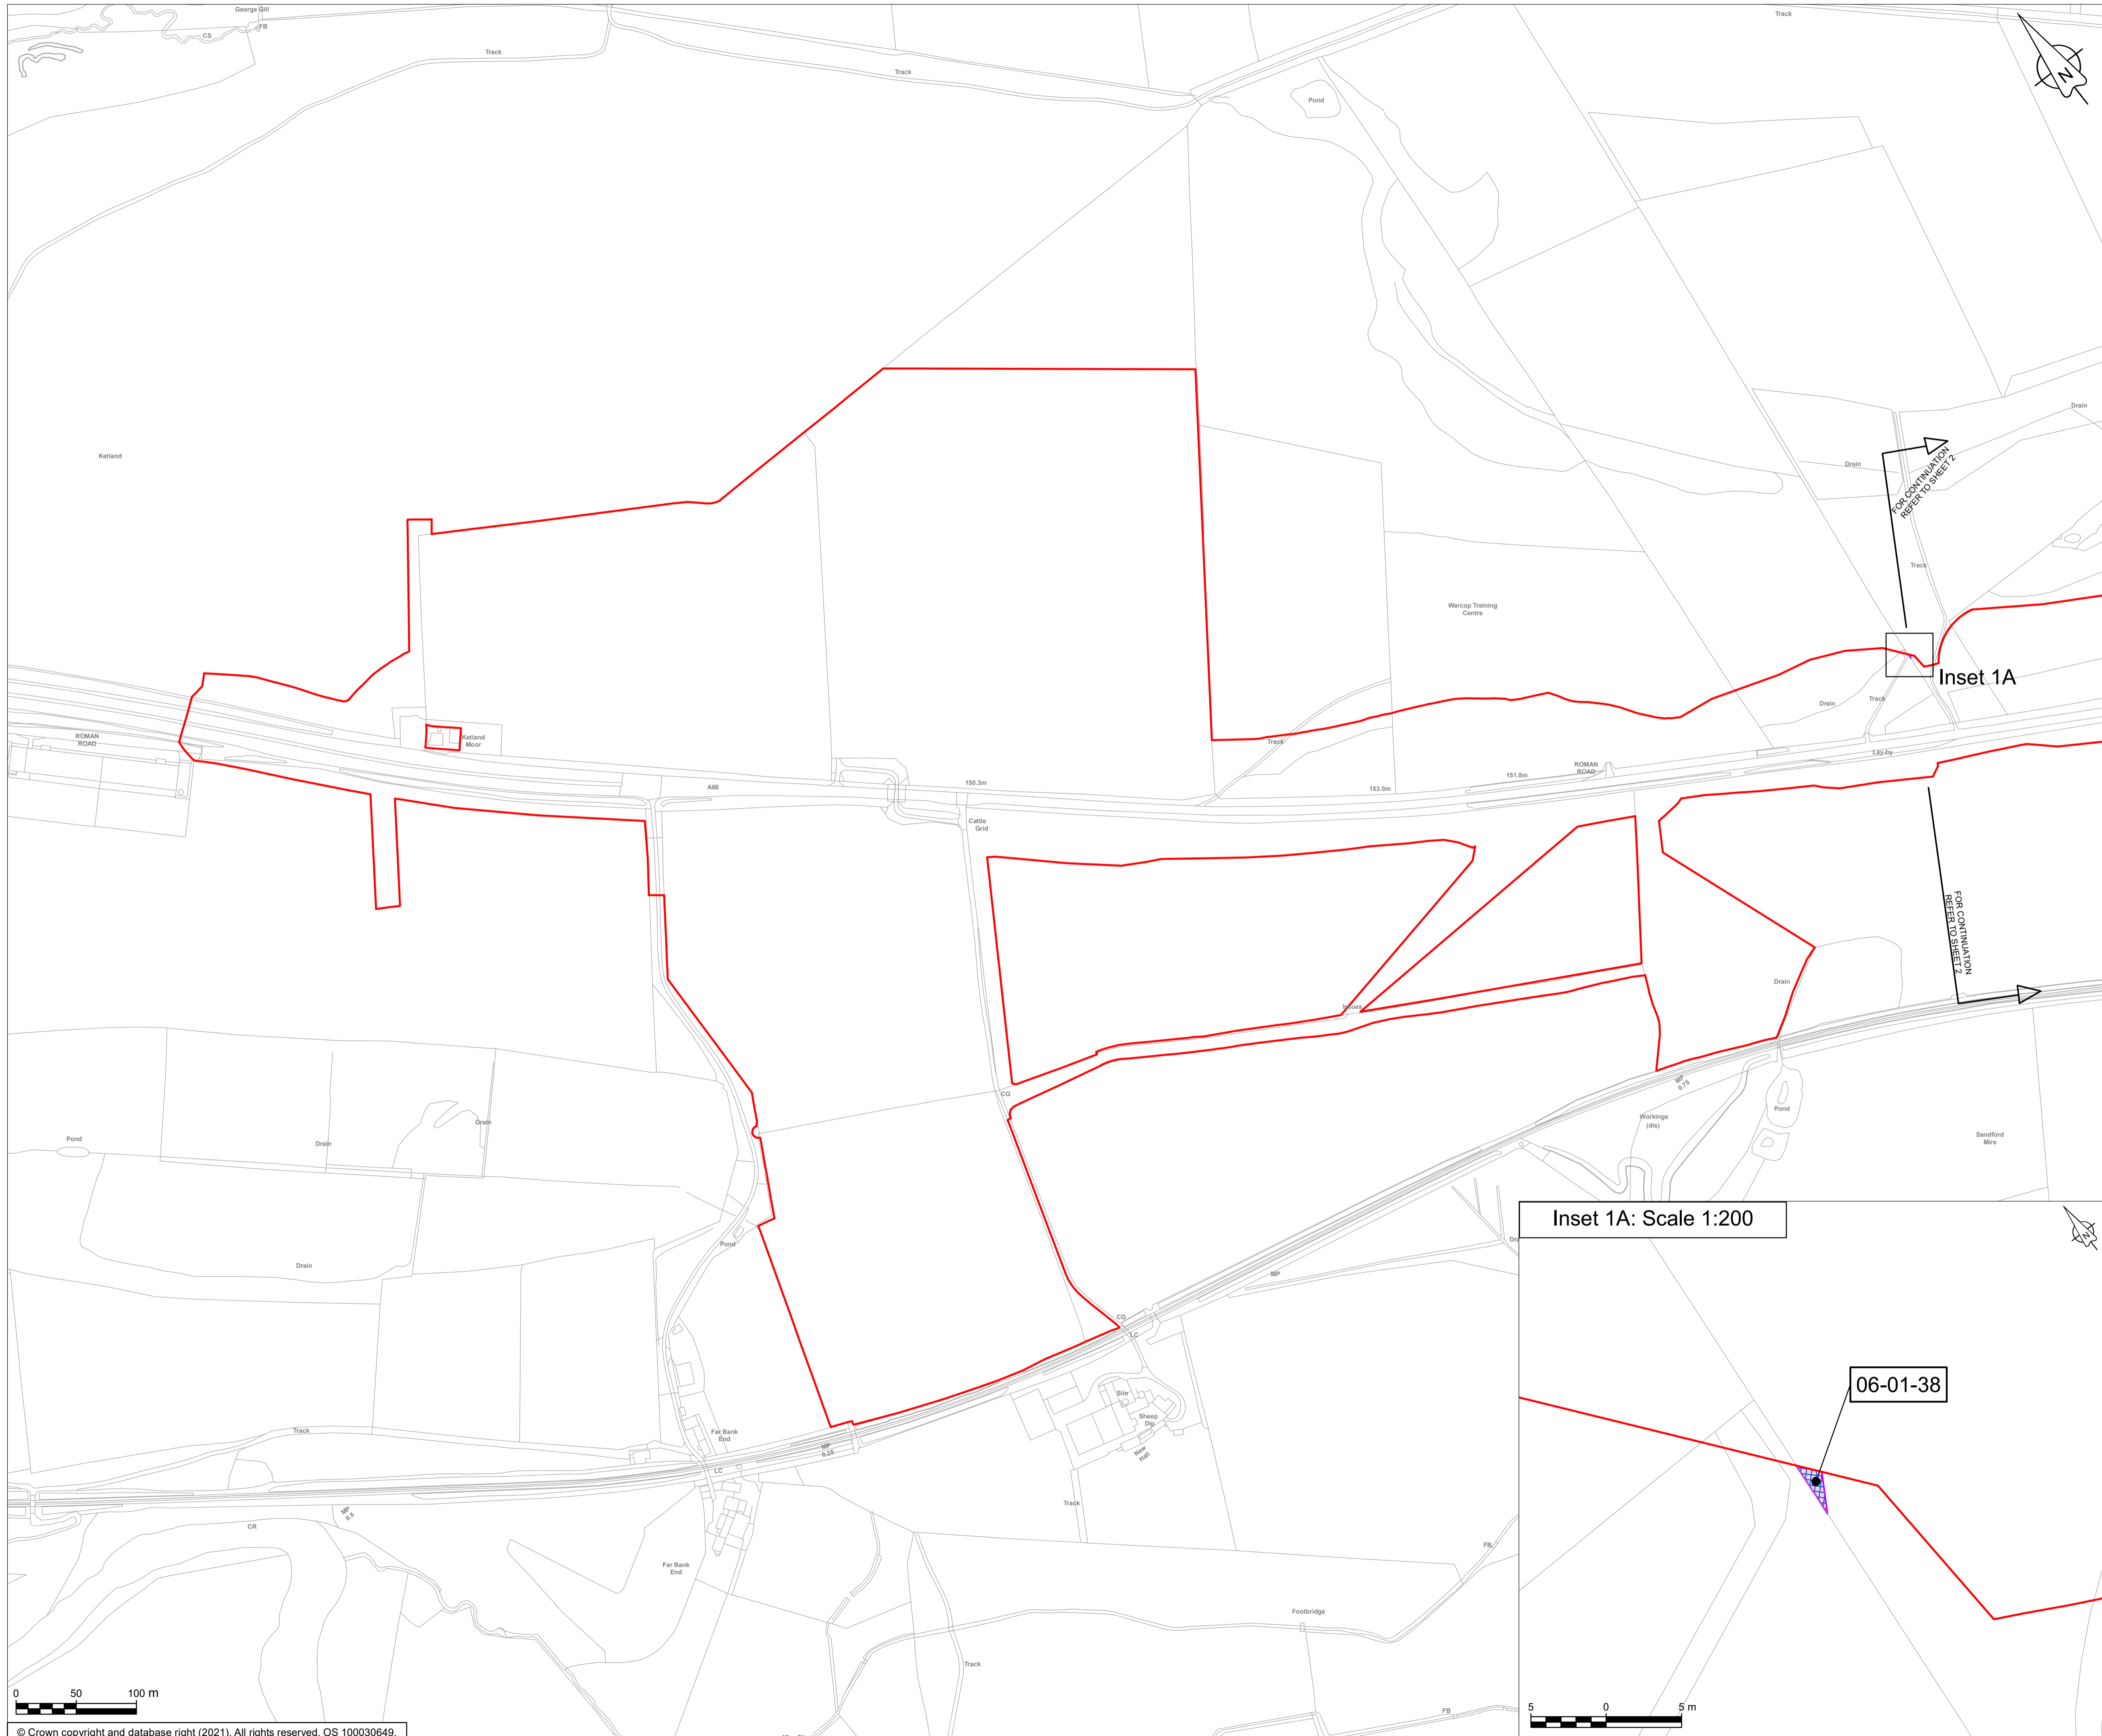 George Gill
FB
CS
Track
Track
Track
Pond
N
Ketland
Drain
Drain
FOR CONTINUATION
REFER TO SHEET 2
Track
Warcop Training
Centre
Inset 1A
Drain
Track
Track
ROMAN
ROAD
Ketland
Moor
A66
150.3m
Cattle
Grid
153.0m
151.8m
ROMAN
ROAD
Lay-by
FOR CONTINUATION
REFER TO SHEET 2
Drain
Issues
CG
MP
0.75
Workings
(dis)
Pond
Sandford
Mire
Pond
Drain
Drain
Drain
Pond
MP
CG
LC
Silo
Sheep
Dip
New
Hall
Track
Far Bank
End
LC
MP
0.25
Track
MP
0.5
CR
Far Bank
End
Track
FB
Footbridge
FB
Inset 1A: Scale 1:200
N
06-01-38
5 0 5 m
0 50 100 m
© Crown copyright and database right (2021). All rights reserved. OS 100030649.